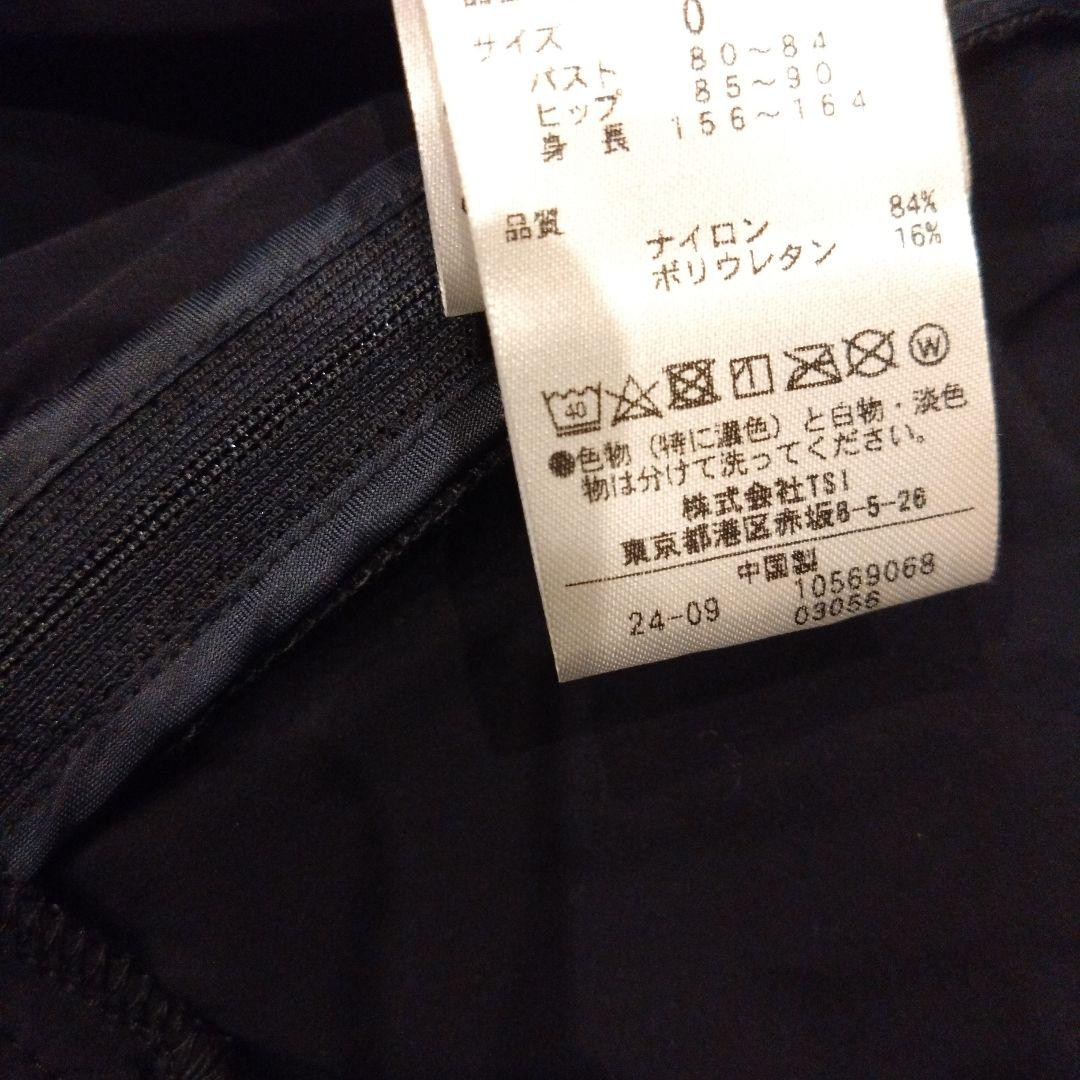 サイズ 0
バスト 80~84
ヒップ 85~90
身長 156~164
品質 ナイロン 84%
ポリウレタン 16%
40 W
●色物(特に濃色)と白物・淡色
物は分けて洗ってください。
株式会社TSI
東京都港区赤坂8-5-26
中国製
10569068
24-09 03056